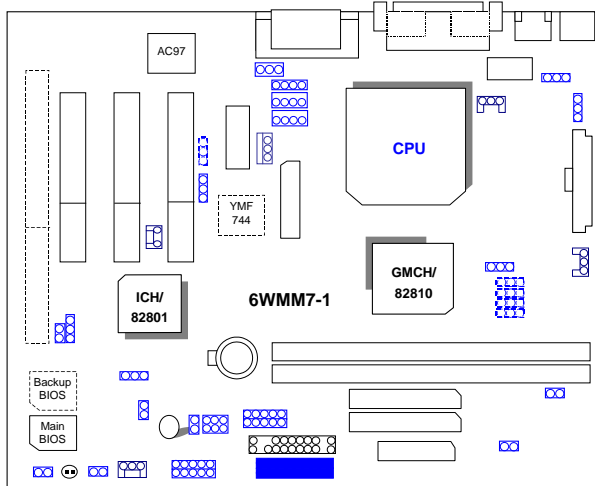 AC97
CPU
YMF
744
GMCH/
82810
ICH/
82801
6WMM7-1
Backup
BIOS
Main
BIOS